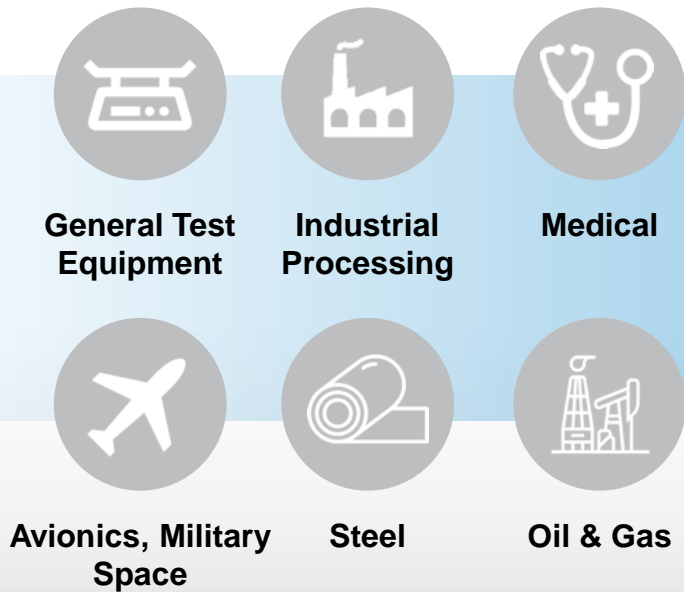 General Test
Equipment
Industrial
Processing
Medical
Avionics, Military
Space
Steel
Oil & Gas